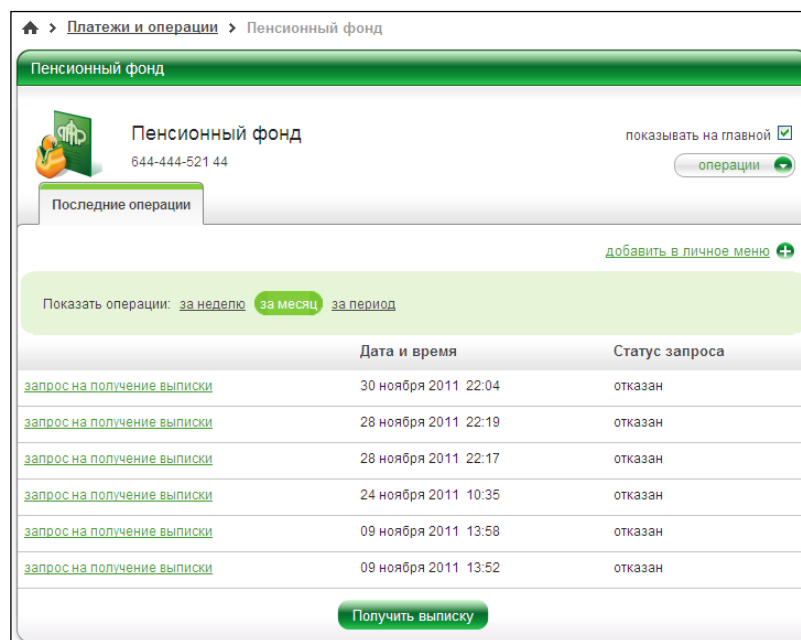 Платежи и операции > Пенсионный фонд
Пенсионный фонд
Пенсионный фонд
показывать на главной
644-444-521 44
операции
Последние операции
добавить в личное меню
Показать операции: за неделю за месяц за период
Дата и время Статус запроса
запрос на получение выписки 30 ноября 2011 22:04 отказан
запрос на получение выписки 28 ноября 2011 22:19 отказан
запрос на получение выписки 28 ноября 2011 22:17 отказан
запрос на получение выписки 24 ноября 2011 10:35 отказан
запрос на получение выписки 09 ноября 2011 13:58 отказан
запрос на получение выписки 09 ноября 2011 13:52 отказан
Получить выписку